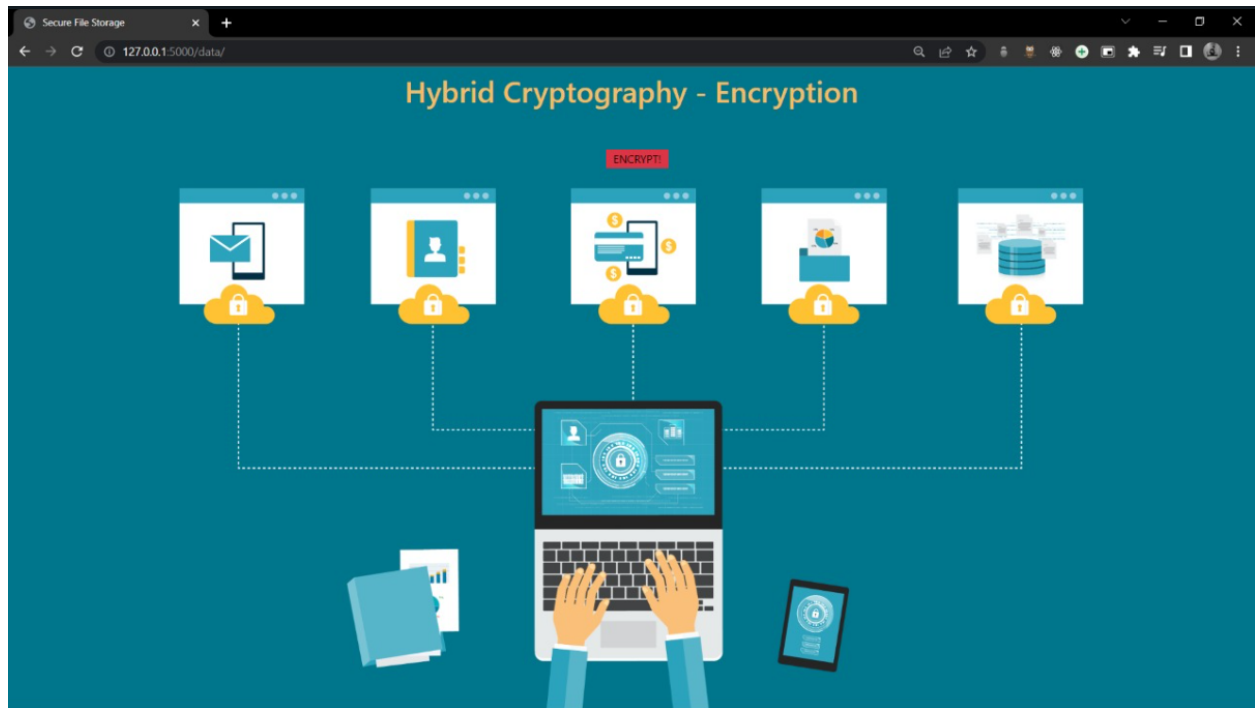 Secure File Storage
127.0.0.1:5000/data/
Hybrid Cryptography - Encryption
ENCRYPT!